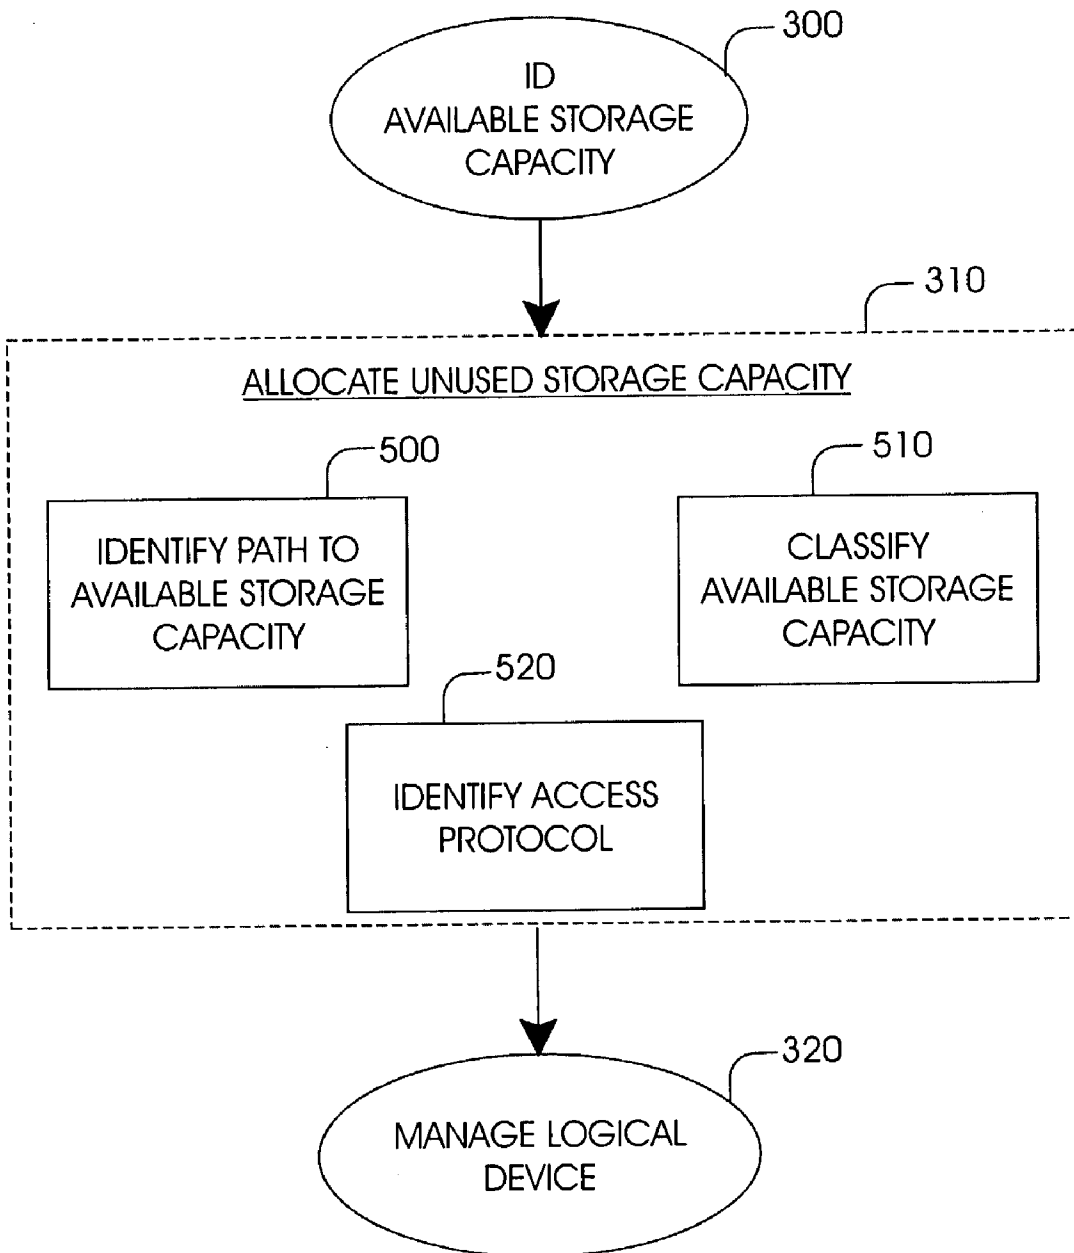 300
ID
AVAILABLE STORAGE
CAPACITY
310
ALLOCATE UNUSED STORAGE CAPACITY
500
IDENTIFY PATH TO
AVAILABLE STORAGE
CAPACITY
510
CLASSIFY
AVAILABLE STORAGE
CAPACITY
520
IDENTIFY ACCESS
PROTOCOL
320
MANAGE LOGICAL
DEVICE